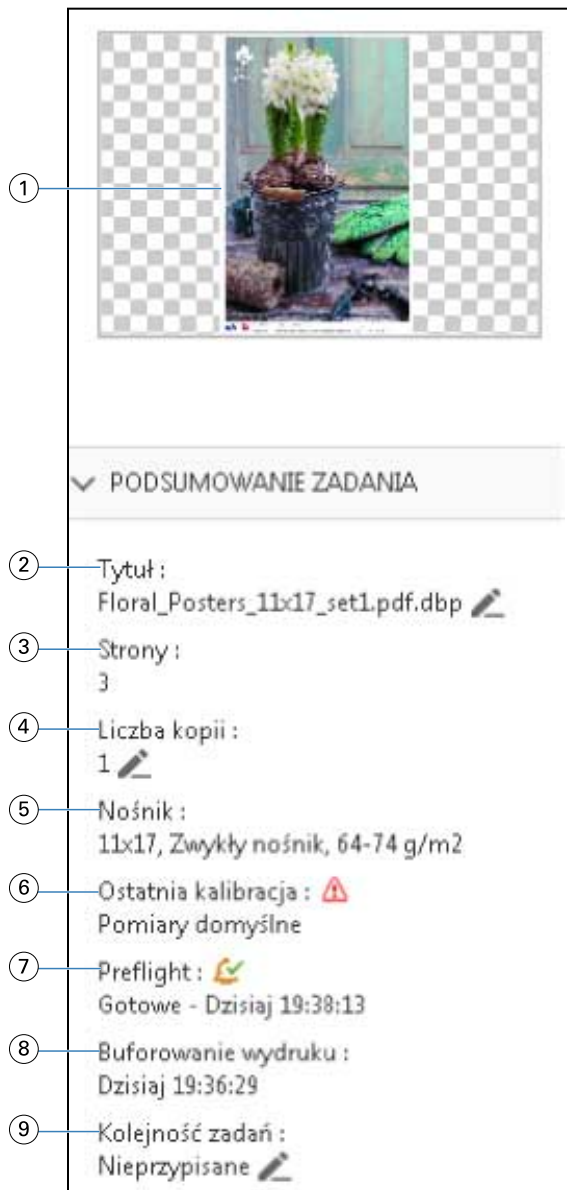 1
PODSUMOWANIE ZADANIA
2 Tytuł :
Floral_Posters_11x17_set1.pdf.dbp
3 Strony :
3
4 Liczba kopii :
1
5 Nośnik :
11x17, Zwykły nośnik, 64-74 g/m2
6 Ostatnia kalibracja :
Pomiary domyślne
7 Preflight :
Gotowe - Dzisiaj 19:38:13
8 Buforowanie wydruku :
Dzisiaj 19:36:29
9 Kolejność zadań :
Nieprzypisane